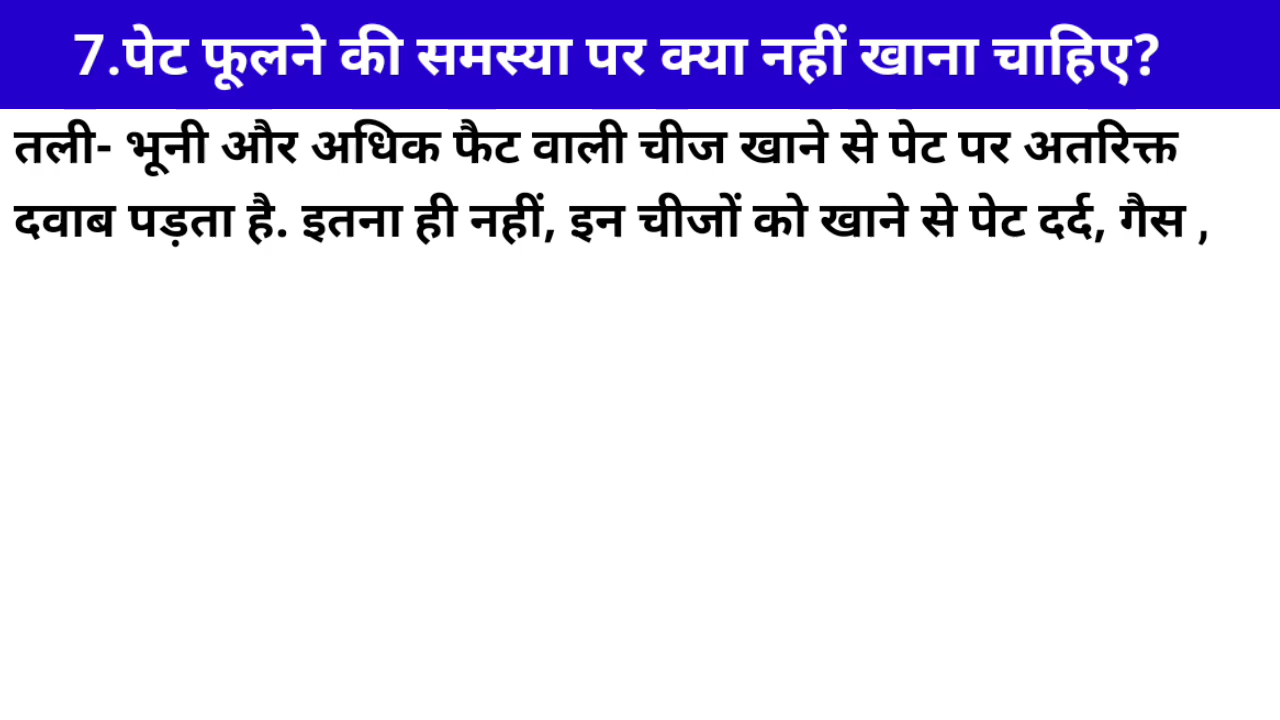 7.पेट फूलने की समस्या पर क्या नहीं खाना चाहिए?
तली- भूनी और अधिक फैट वाली चीज खाने से पेट पर अतरिक्त
दवाब पड़ता है. इतना ही नहीं, इन चीजों को खाने से पेट दर्द, गैस ,